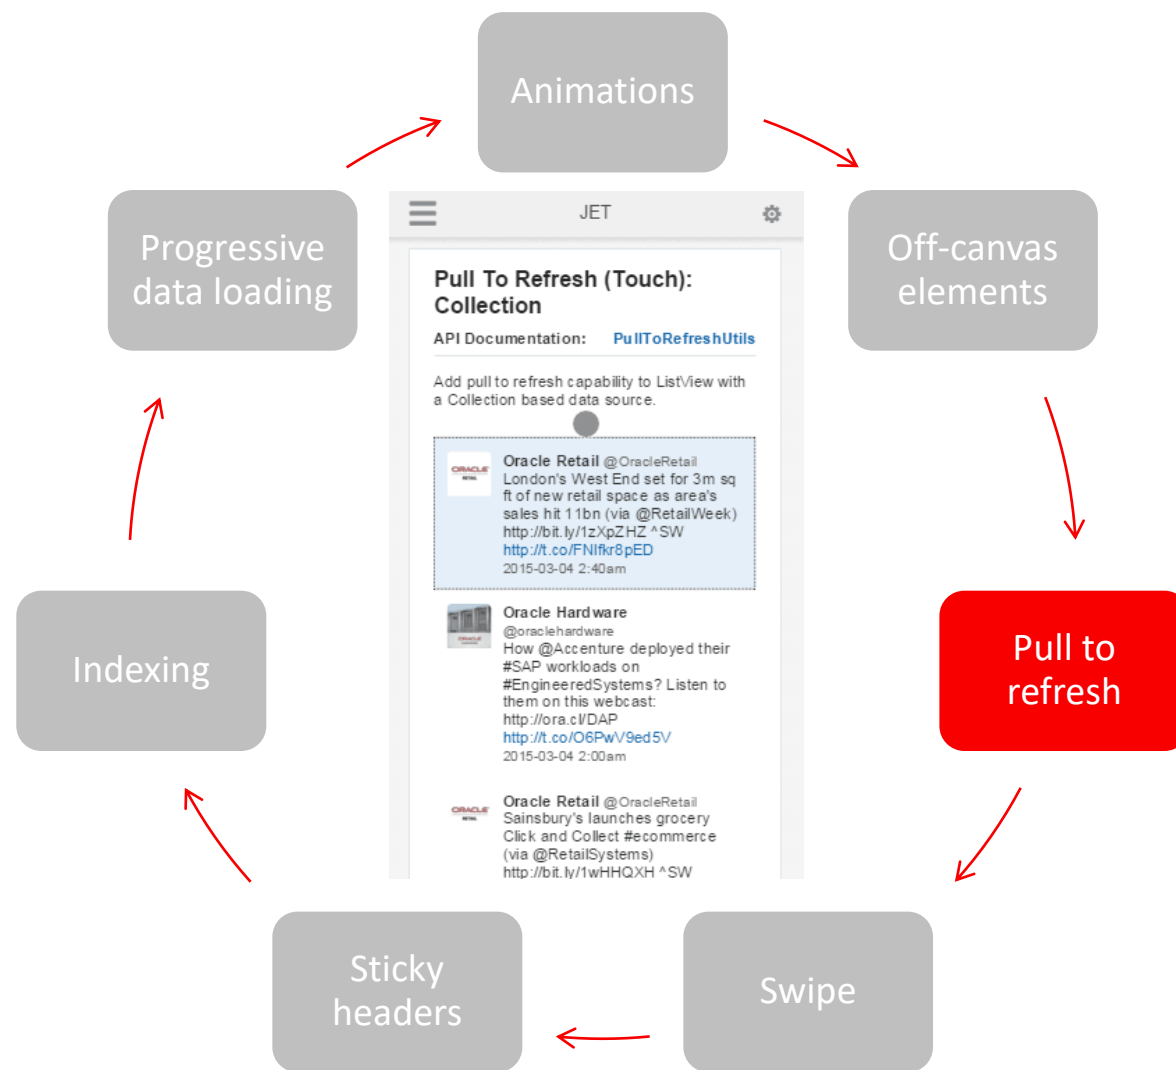 Animations
Progressive
data loading
Off-canvas
elements
JET
Pull To Refresh (Touch):
Collection
API Documentation: PullToRefreshUtils
Add pull to refresh capability to ListView with
a Collection based data source.
ORACLE
RETAIL
Oracle Retail @OracleRetail
London's West End set for 3m sq
ft of new retail space as area's
sales hit 11bn (via @RetailWeek)
http://bit.ly/1zXpZHZ ^SW
http://t.co/FNIfkr8pED
2015-03-04 2:40am
ORACLE
Oracle Hardware
@oraclehardware
How @Accenture deployed their
#SAP workloads on
#EngineeredSystems? Listen to
them on this webcast:
http://ora.cl/DAP
http://t.co/O6PwV9ed5V
2015-03-04 2:00am
ORACLE
RETAIL
Oracle Retail @OracleRetail
Sainsbury's launches grocery
Click and Collect #ecommerce
(via @RetailSystems)
http://bit.ly/1wHHQXH ^SW
Pull to
refresh
Indexing
Sticky
headers
Swipe